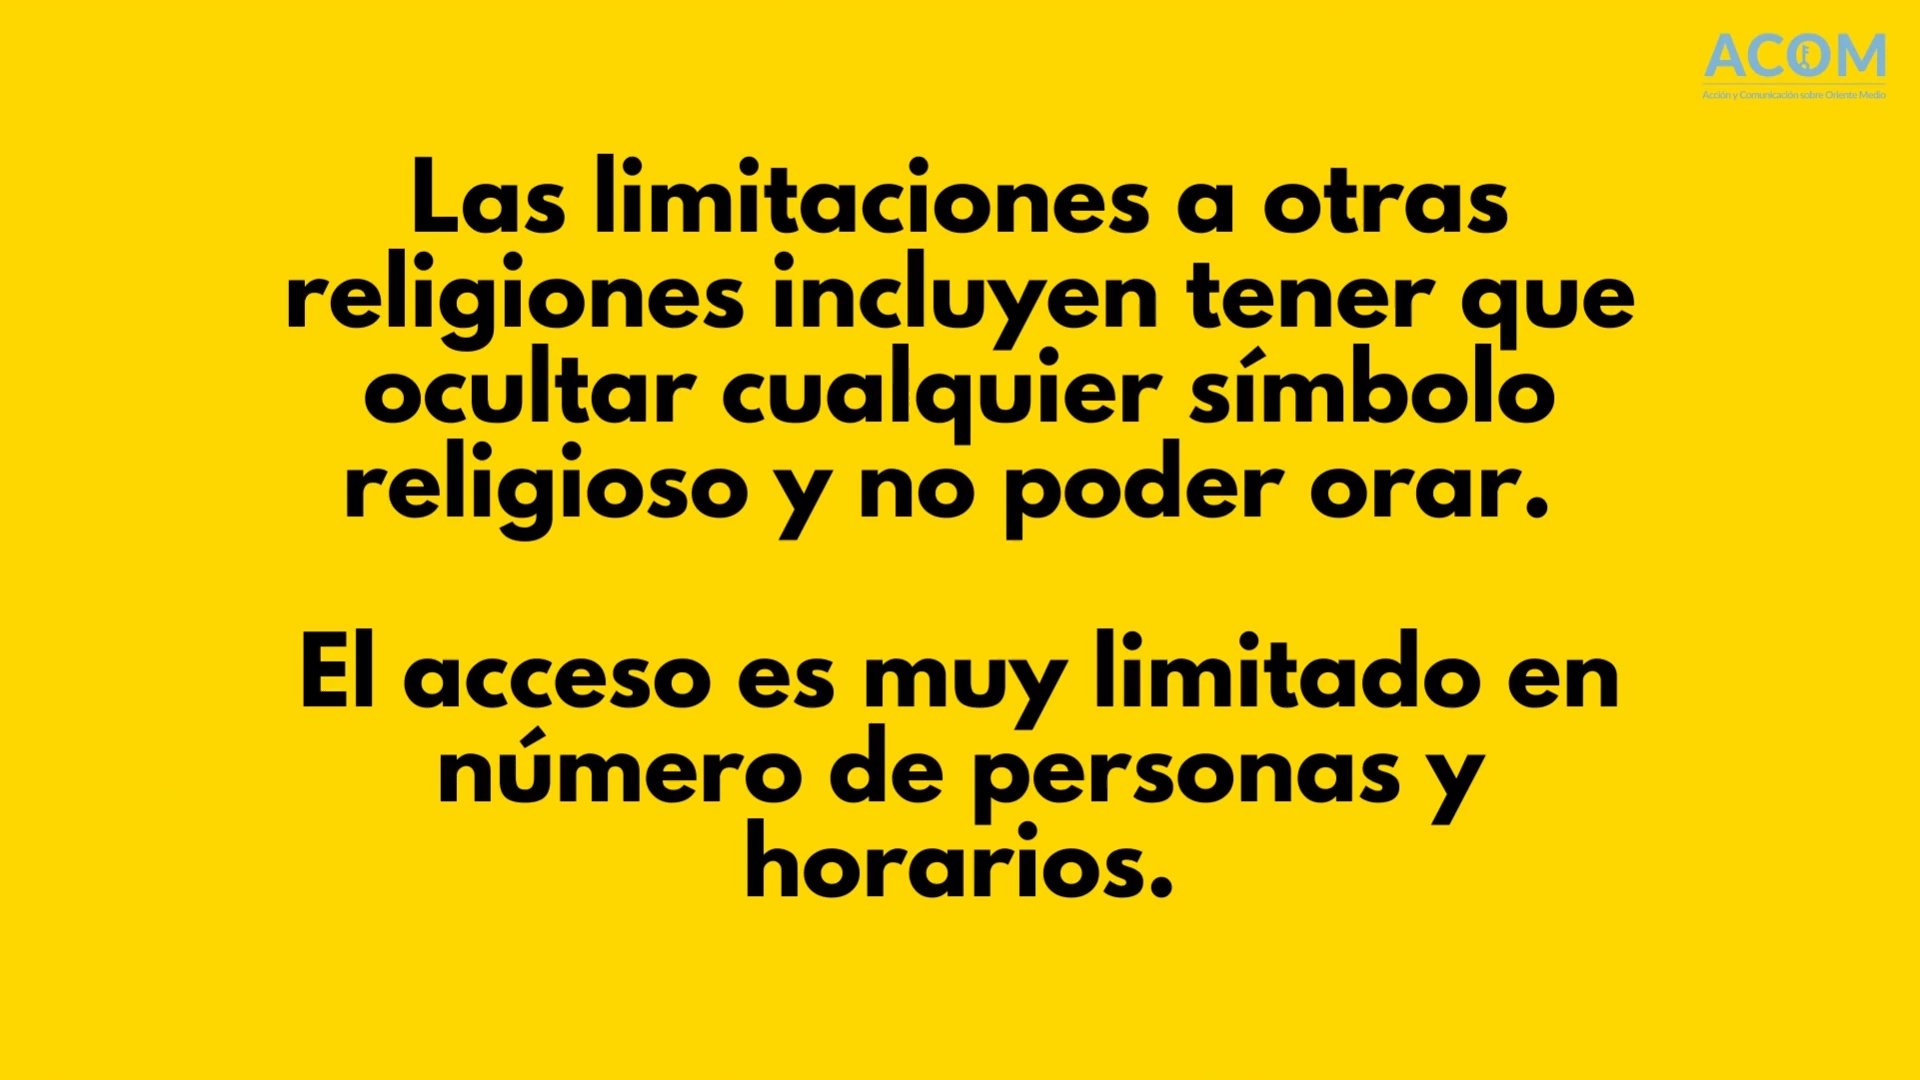 ACOM
Acción y Comunicación sobre Oriente Medio
Las limitaciones a otras
religiones incluyen tener que
ocultar cualquier símbolo
religioso y no poder orar.
El acceso es muy limitado en
número de personas y
horarios.